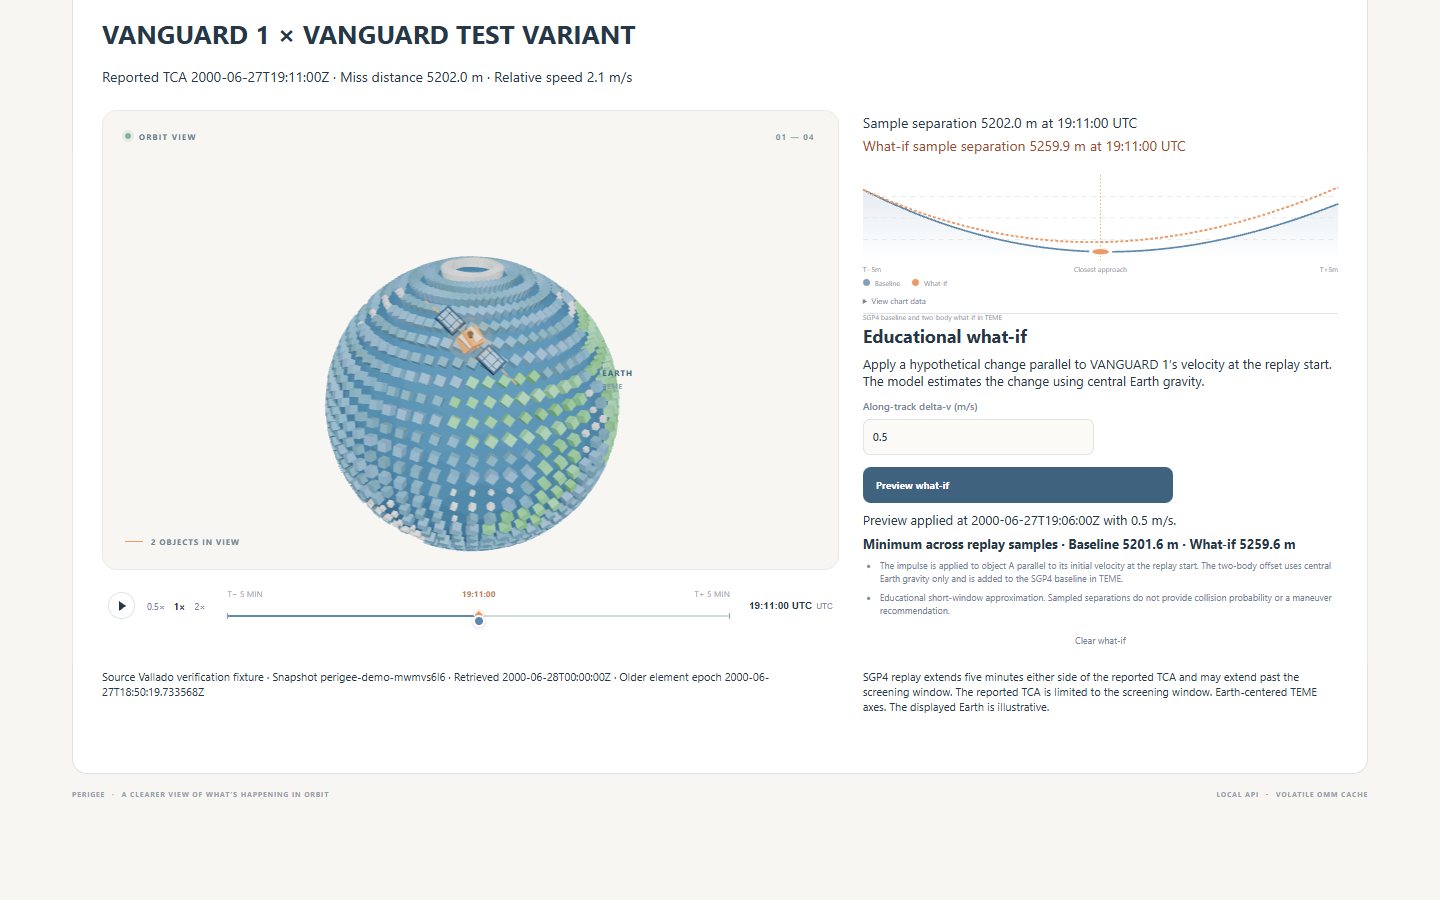 VANGUARD 1 × VANGUARD TEST VARIANT
Reported TCA 2000-06-27T19:11:00Z · Miss distance 5202.0 m · Relative speed 2.1 m/s
ORBIT VIEW
01 — 04
EARTH
TEME
2 OBJECTS IN VIEW
0.5×
1×
2×
T− 5 MIN
19:11:00
T+ 5 MIN
19:11:00 UTC UTC
Source Vallado verification fixture · Snapshot perigee-demo-mwmvs6l6 · Retrieved 2000-06-28T00:00:00Z · Older element epoch 2000-06-
27T18:50:19.733568Z
Sample separation 5202.0 m at 19:11:00 UTC
What-if sample separation 5259.9 m at 19:11:00 UTC
T− 5m
Closest approach
T+5m
Baseline
What-if
View chart data
SGP4 baseline and two-body what-if in TEME
Educational what-if
Apply a hypothetical change parallel to VANGUARD 1's velocity at the replay start.
The model estimates the change using central Earth gravity.
Along-track delta-v (m/s)
0.5
Preview what-if
Preview applied at 2000-06-27T19:06:00Z with 0.5 m/s.
Minimum across replay samples · Baseline 5201.6 m · What-if 5259.6 m
• The impulse is applied to object A parallel to its initial velocity at the replay start. The two-body offset uses central
Earth gravity only and is added to the SGP4 baseline in TEME.
• Educational short-window approximation. Sampled separations do not provide collision probability or a maneuver
recommendation.
Clear what-if
SGP4 replay extends five minutes either side of the reported TCA and may extend past the
screening window. The reported TCA is limited to the screening window. Earth-centered TEME
axes. The displayed Earth is illustrative.
PERIGEE · A CLEARER VIEW OF WHAT'S HAPPENING IN ORBIT
LOCAL API · VOLATILE OMM CACHE